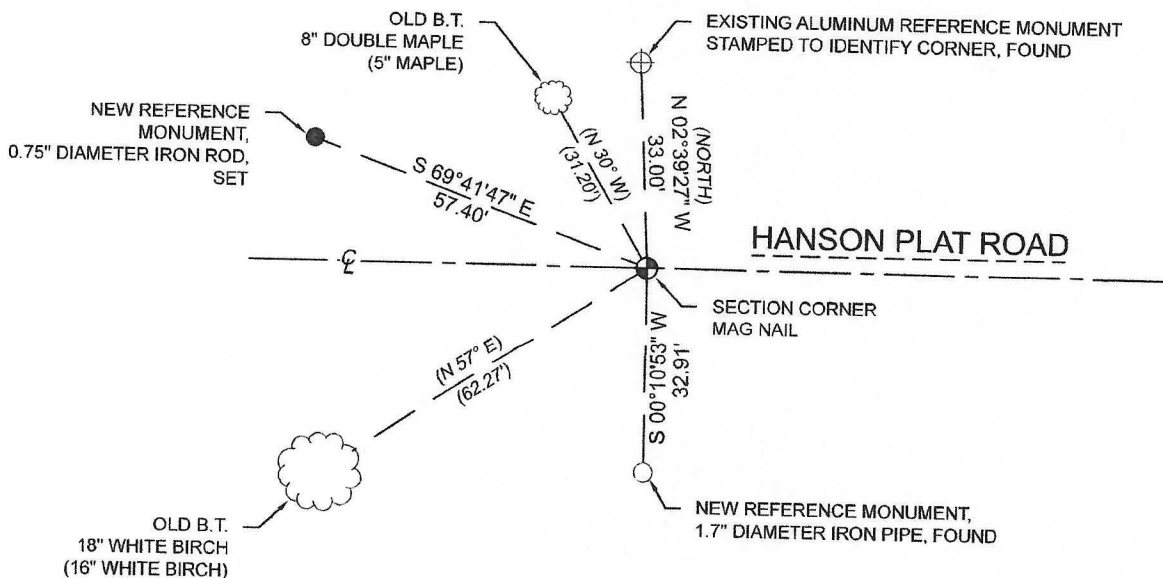 OLD B.T.
8" DOUBLE MAPLE
(5" MAPLE)
EXISTING ALUMINUM REFERENCE MONUMENT
STAMPED TO IDENTIFY CORNER, FOUND
NEW REFERENCE
MONUMENT,
0.75" DIAMETER IRON ROD,
SET
S 69°41'47" E
57.40'
(N 30° W)
(31.20')
(NORTH)
N 02°39'27" W
33.00'
HANSON PLAT ROAD
℄
SECTION CORNER
MAG NAIL
(N 57° E)
(62.27')
S 00°10'53" W
32.91'
NEW REFERENCE MONUMENT,
1.7" DIAMETER IRON PIPE, FOUND
OLD B.T.
18" WHITE BIRCH
(16" WHITE BIRCH)